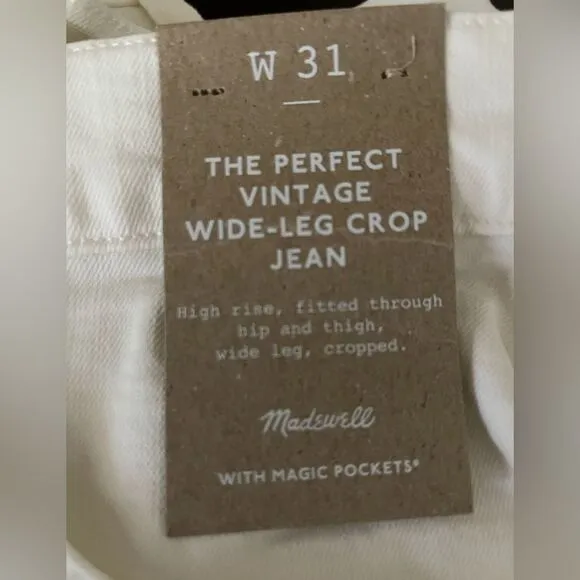 W 31
THE PERFECT
VINTAGE
WIDE-LEG CROP
JEAN
High rise, fitted through
hip and thigh,
wide leg, cropped.
Madewell
WITH MAGIC POCKETS®